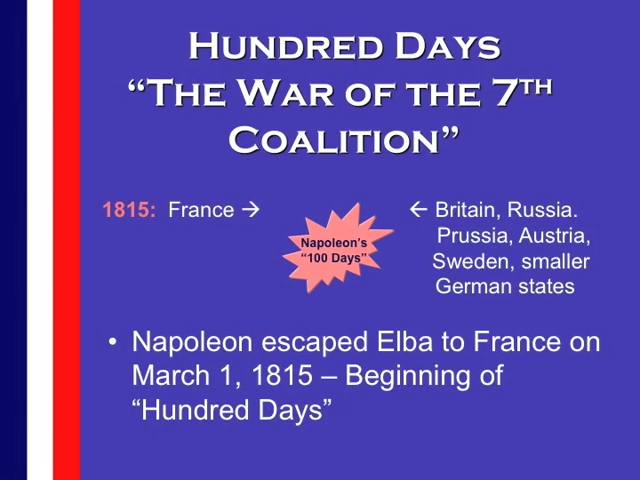 HUNDRED DAYS
“THE WAR OF THE 7TH
COALITION”
1815: France →
← Britain, Russia.
Prussia, Austria,
Sweden, smaller
German states
Napoleon’s
“100 Days”
• Napoleon escaped Elba to France on
March 1, 1815 – Beginning of
“Hundred Days”